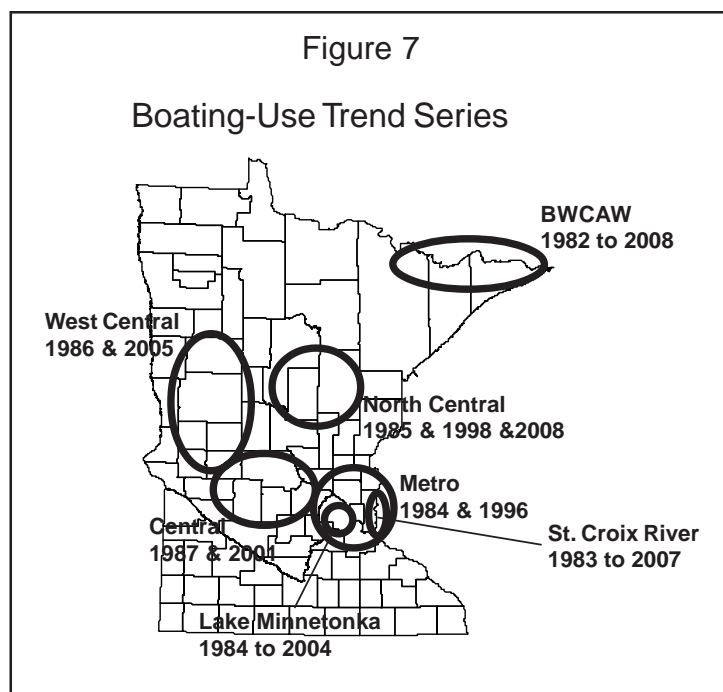 Figure 7
Boating-Use Trend Series
BWCAW
1982 to 2008
West Central
1986 & 2005
North Central
1985 & 1998 &2008
Metro
1984 & 1996
Central
1987 & 2001
St. Croix River
1983 to 2007
Lake Minnetonka
1984 to 2004